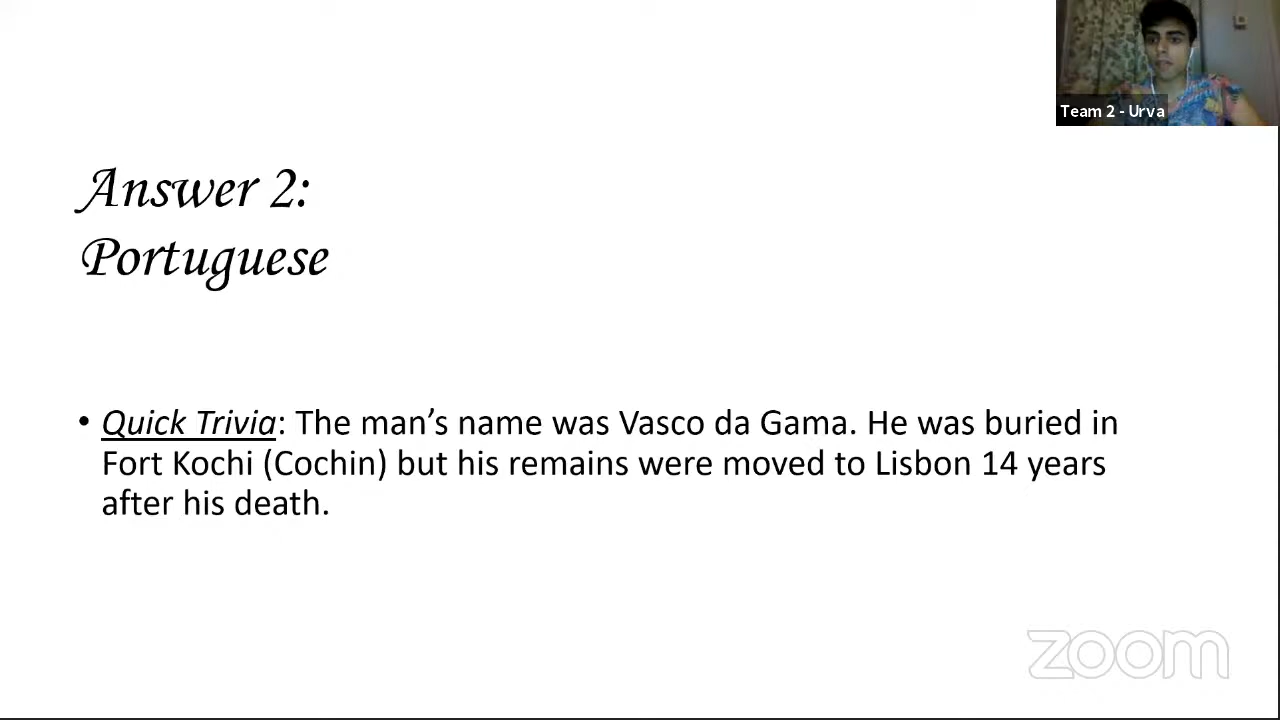 Team 2 - Urva
Answer 2:
Portuguese
• Quick Trivia: The man’s name was Vasco da Gama. He was buried in
Fort Kochi (Cochin) but his remains were moved to Lisbon 14 years
after his death.
zoom